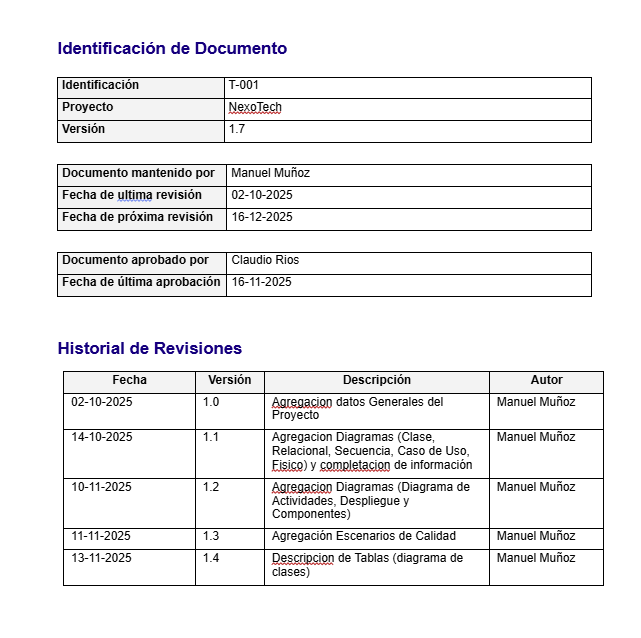 Identificación de Documento
Identificación T-001
Proyecto NexoTech
Versión 1.7
Documento mantenido por Manuel Muñoz
Fecha de ultima revisión 02-10-2025
Fecha de próxima revisión 16-12-2025
Documento aprobado por Claudio Rios
Fecha de última aprobación 16-11-2025
Historial de Revisiones
Fecha Versión Descripción Autor
02-10-2025 1.0 Agregacion datos Generales del Manuel Muñoz
Proyecto
14-10-2025 1.1 Agregacion Diagramas (Clase, Manuel Muñoz
Relacional, Secuencia, Caso de Uso,
Fisico) y completacion de información
10-11-2025 1.2 Agregacion Diagramas (Diagrama de Manuel Muñoz
Actividades, Despliegue y
Componentes)
11-11-2025 1.3 Agregación Escenarios de Calidad Manuel Muñoz
13-11-2025 1.4 Descripcion de Tablas (diagrama de Manuel Muñoz
clases)